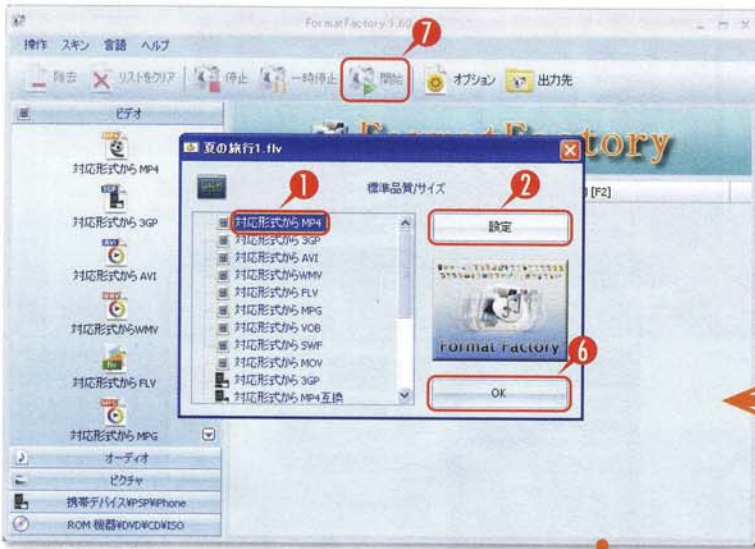 FormatFactory 1.60
操作 スキン 言語 ヘルプ
7
除去 リストをクリア 停止 一時停止 開始 オプション 出力先
ビデオ
対応形式から MP4
対応形式から 3GP
対応形式から AVI
対応形式からWMV
対応形式から FLV
対応形式から MPG
オーディオ
ピクチャ
携帯デバイス¥PSP¥iPhone
ROM 機器¥DVD¥CD¥ISO
FormatFactory
[F2]
夏の旅行1.flv
標準品質/サイズ
1
2
対応形式から MP4
対応形式から 3GP
対応形式から AVI
対応形式からWMV
対応形式から FLV
対応形式から MPG
対応形式から VOB
対応形式から SWF
対応形式から MOV
対応形式から 3GP
対応形式から MP4互換
設定
Format Factory
6
OK